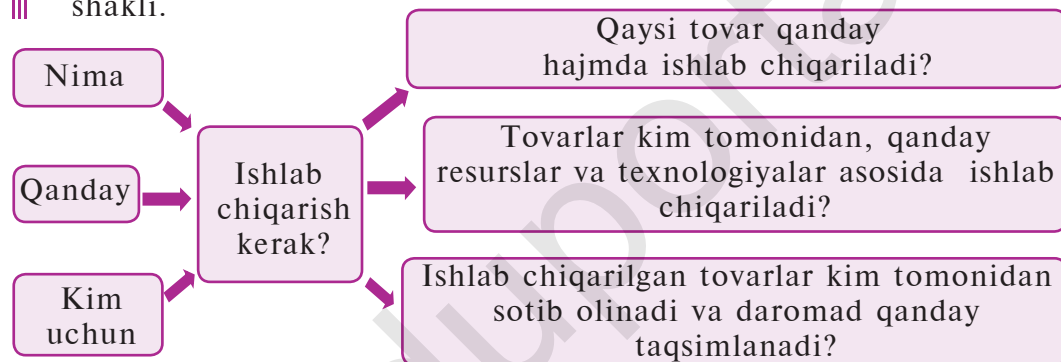 shakli.
Nima
Qanday
Kim
uchun
Ishlab
chiqarish
kerak?
Qaysi tovar qanday
hajmda ishlab chiqariladi?
Tovarlar kim tomonidan, qanday
resurslar va texnologiyalar asosida ishlab
chiqariladi?
Ishlab chiqarilgan tovarlar kim tomonidan
sotib olinadi va daromad qanday
taqsimlanadi?